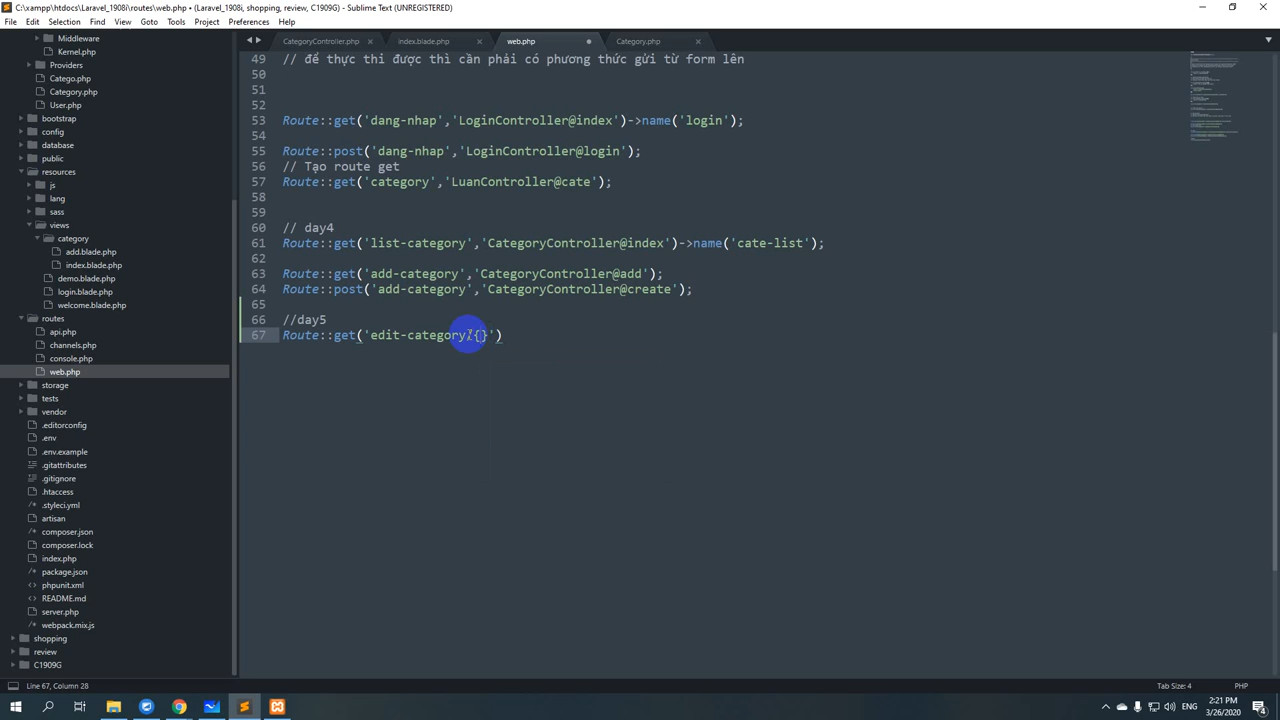 C:\xampp\htdocs\Laravel_1908i\routes\web.php • (Laravel_1908i, shopping, review, C1909G) - Sublime Text (UNREGISTERED)
File Edit Selection Find View Goto Tools Project Preferences Help
CategoryController.php index.blade.php web.php Category.php
Middleware
Kernel.php
Providers
Catego.php
Category.php
User.php
bootstrap
config
database
public
resources
js
lang
sass
views
category
add.blade.php
index.blade.php
demo.blade.php
login.blade.php
welcome.blade.php
routes
api.php
channels.php
console.php
web.php
storage
tests
vendor
.editorconfig
.env
.env.example
.gitattributes
.gitignore
.htaccess
.styleci.yml
artisan
composer.json
composer.lock
index.php
package.json
phpunit.xml
README.md
server.php
webpack.mix.js
shopping
review
C1909G
49 // để thực thi được thì cần phải có phương thức gửi từ form lên
50
51
52
53 Route::get('dang-nhap','LoginController@index')->name('login');
54
55 Route::post('dang-nhap','LoginController@login');
56 // Tạo route get
57 Route::get('category','LuanController@cate');
58
59
60 // day4
61 Route::get('list-category','CategoryController@index')->name('cate-list');
62
63 Route::get('add-category','CategoryController@add');
64 Route::post('add-category','CategoryController@create');
65
66 //day5
67 Route::get('edit-category/{}')
Line 67, Column 28 Tab Size: 4 PHP
ENG 2:21 PM
3/26/2020
4